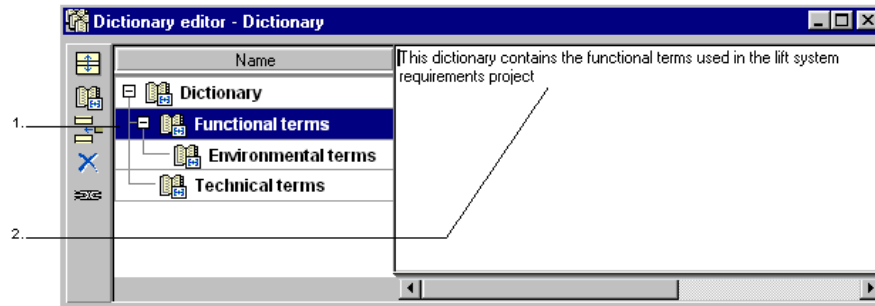 Dictionary editor - Dictionary
Name
This dictionary contains the functional terms used in the lift system
requirements project
Dictionary
1.
Functional terms
Environmental terms
Technical terms
2.